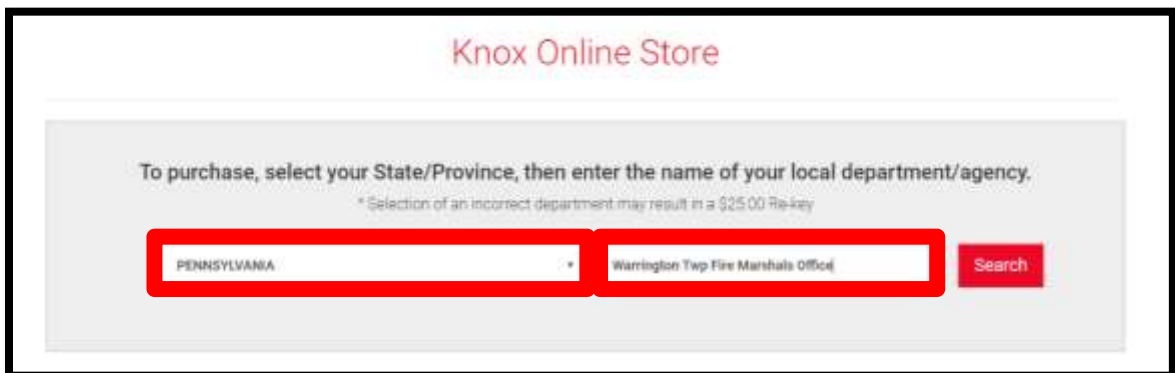 Knox Online Store
To purchase, select your State/Province, then enter the name of your local department/agency.
* Selection of an incorrect department may result in a $25.00 Re-key
PENNSYLVANIA
Warrington Twp Fire Marshals Office
Search